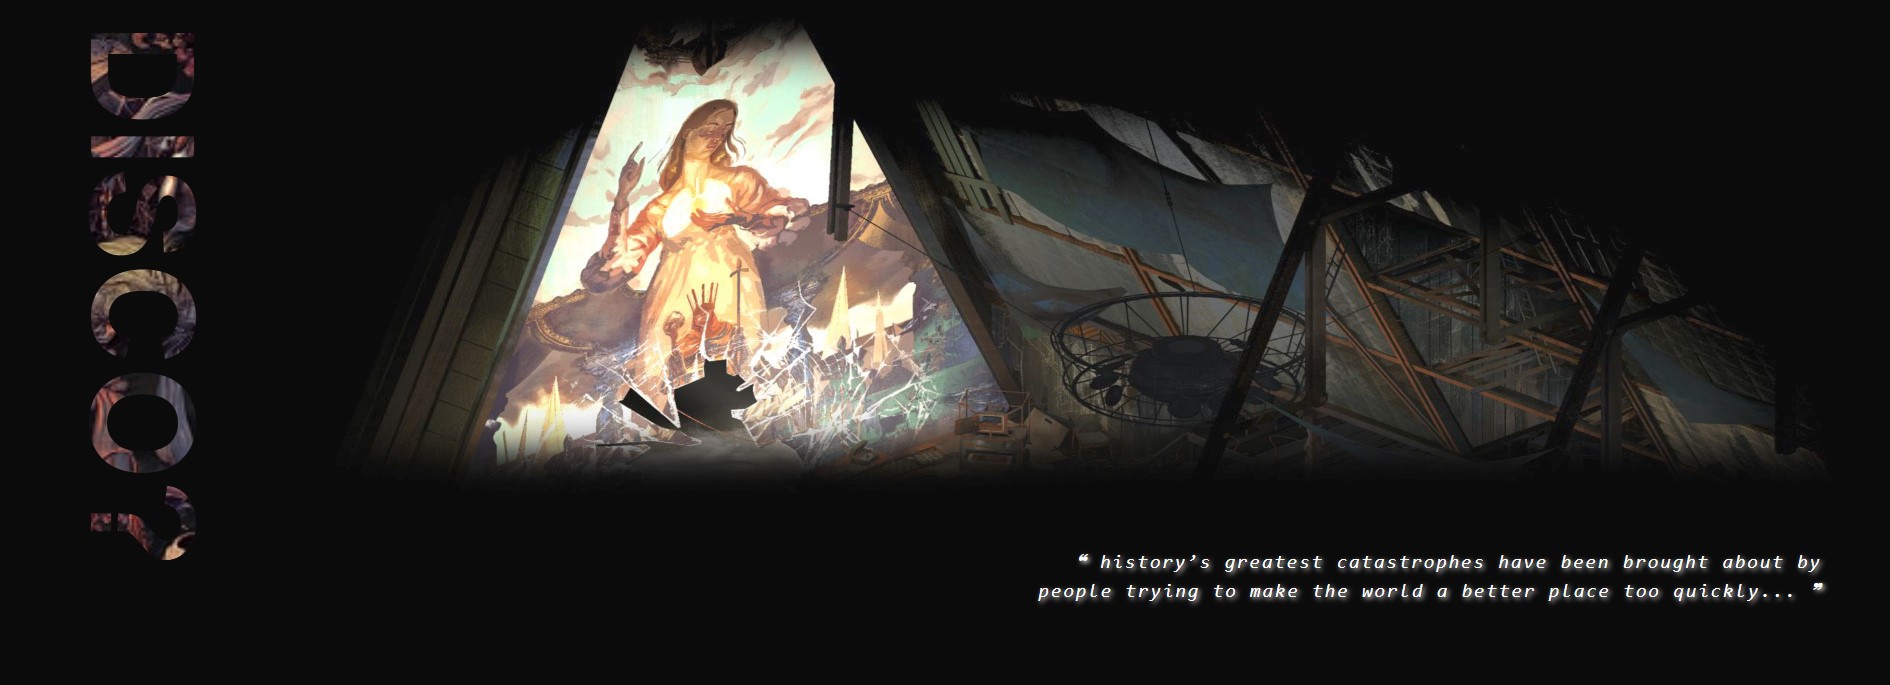 DISCO?
❝ history’s greatest catastrophes have been brought about by
people trying to make the world a better place too quickly... ❞